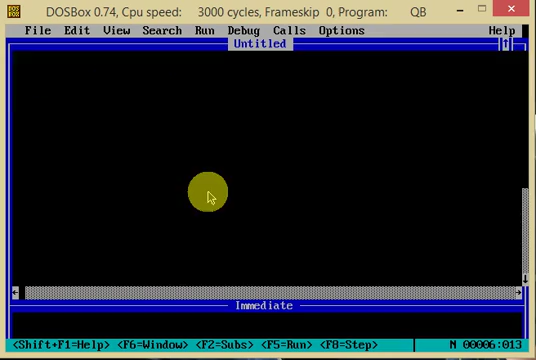 DOSBox 0.74, Cpu speed: 3000 cycles, Frameskip 0, Program: QB
File Edit View Search Run Debug Calls Options Help
Untitled
Immediate
<Shift+F1=Help> <F6=Window> <F2=Subs> <F5=Run> <F8=Step> N 00006:013